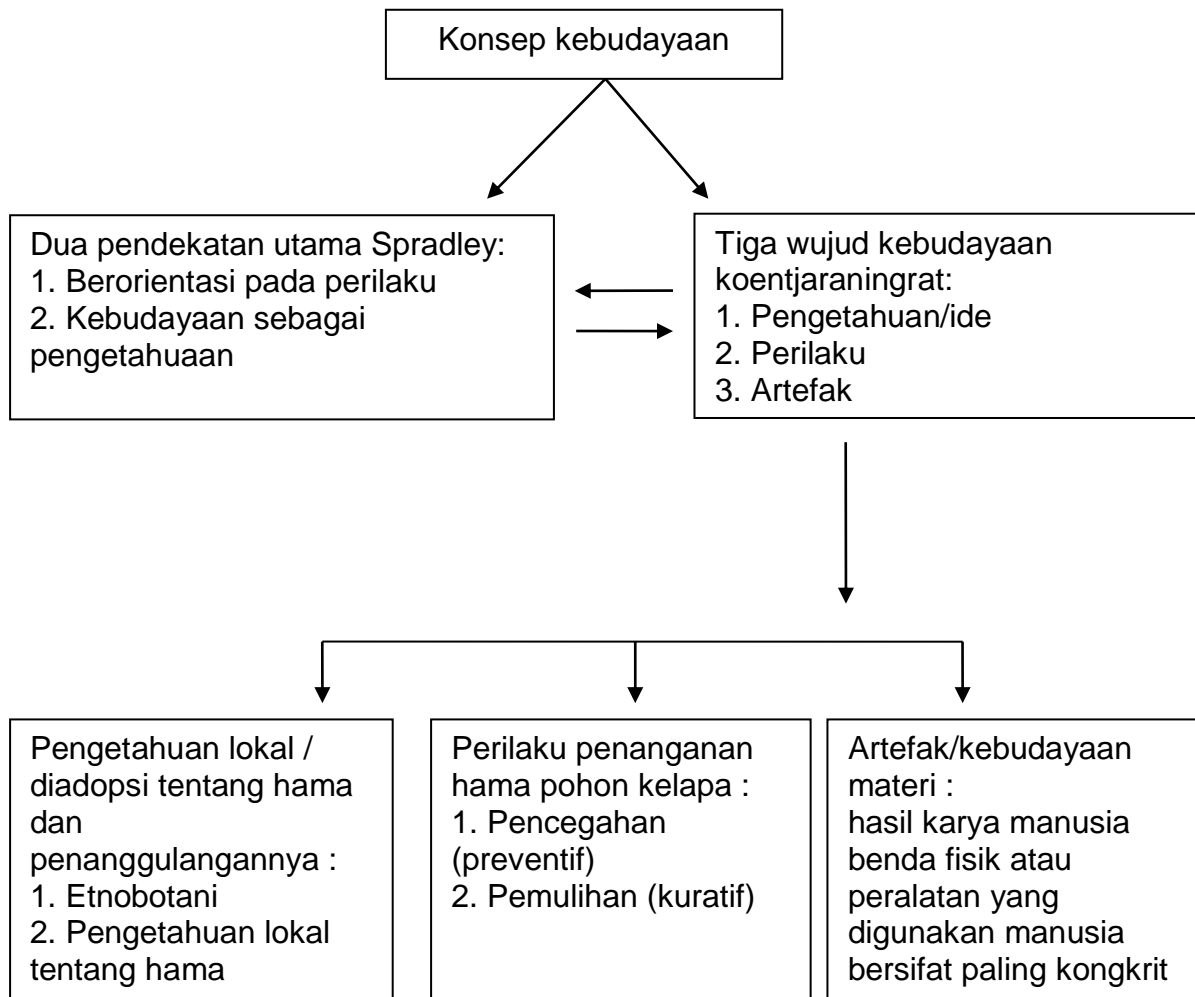 Konsep kebudayaan
Dua pendekatan utama Spradley:
1. Berorientasi pada perilaku
2. Kebudayaan sebagai
pengetahuaan
Tiga wujud kebudayaan
koentjaraningrat:
1. Pengetahuan/ide
2. Perilaku
3. Artefak
Pengetahuan lokal /
diadopsi tentang hama
dan
penanggulangannya :
1. Etnobotani
2. Pengetahuan lokal
tentang hama
Perilaku penanganan
hama pohon kelapa :
1. Pencegahan
(preventif)
2. Pemulihan (kuratif)
Artefak/kebudayaan
materi :
hasil karya manusia
benda fisik atau
peralatan yang
digunakan manusia
bersifat paling kongkrit